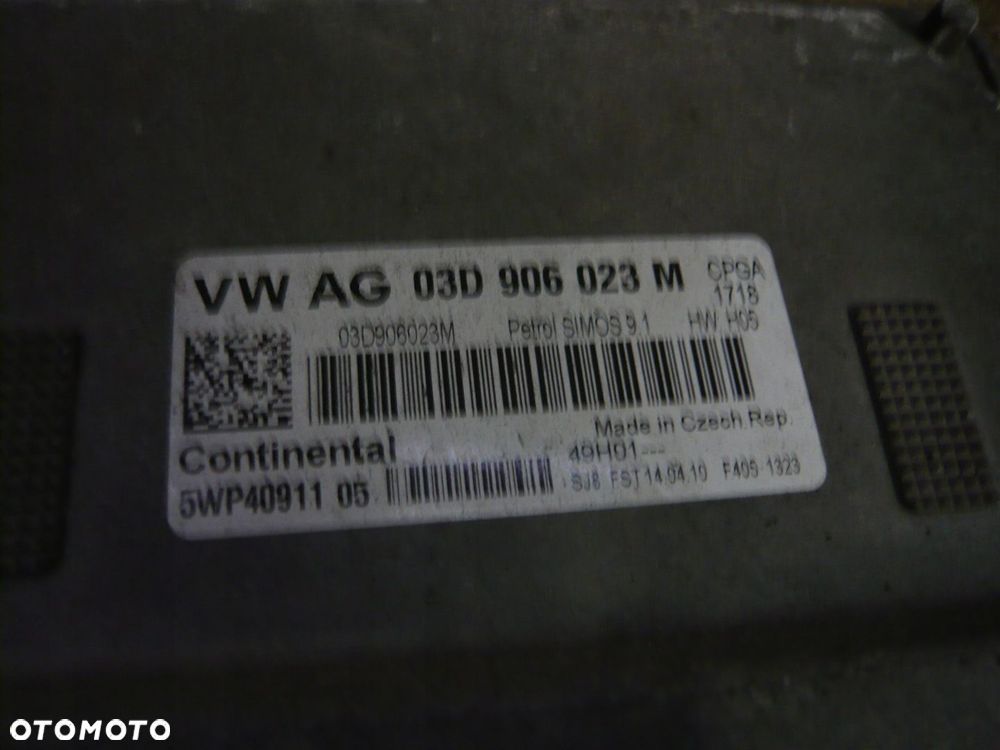 VW AG 03D 906 023 M CPGA
1718
03D906023M Petrol SIMOS 9.1 HW H05
Made in Czech Rep.
Continental 49H01---
5WP40911 05 SJ8 FST 14.04.10 F40S 1323
OTOMOTO